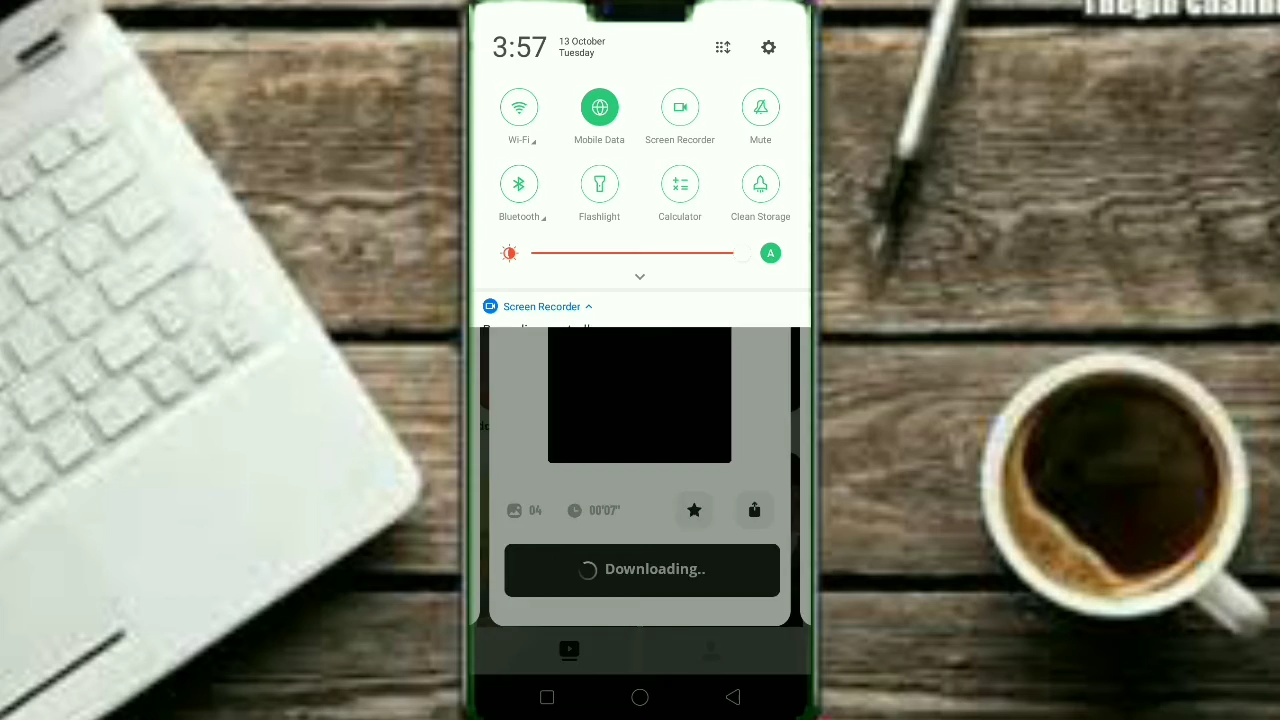 3:57
13 October
Tuesday
Wi-Fi
Mobile Data
Screen Recorder
Mute
Bluetooth
Flashlight
Calculator
Clean Storage
A
Screen Recorder
04
00'07"
Downloading..